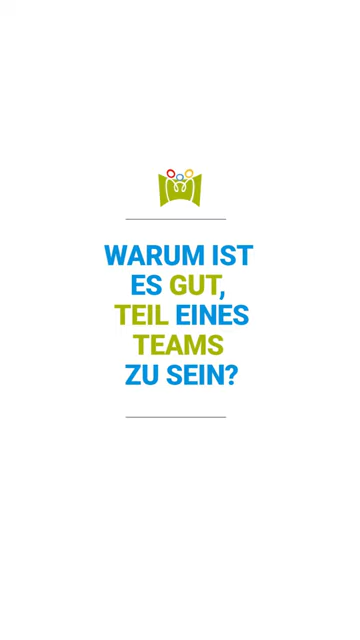 WARUM IST
ES GUT,
TEIL EINES
TEAMS
ZU SEIN?